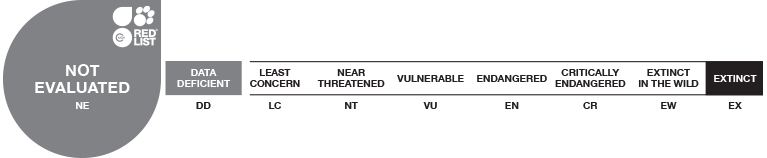 RED
LIST
NOT
EVALUATED
NE
DATA
DEFICIENT
DD
LEAST
CONCERN
LC
NEAR
THREATENED
NT
VULNERABLE
VU
ENDANGERED
EN
CRITICALLY
ENDANGERED
CR
EXTINCT
IN THE WILD
EW
EXTINCT
EX